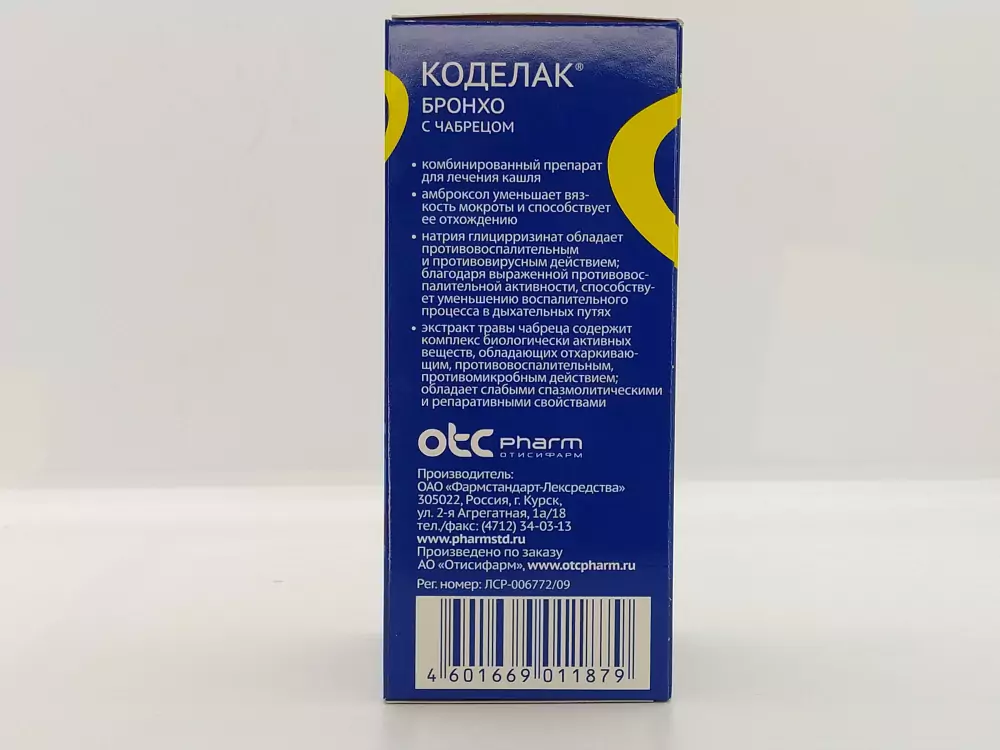 КОДЕЛАК®
БРОНХО
С ЧАБРЕЦОМ
• комбинированный препарат
для лечения кашля
• амброксол уменьшает вяз-
кость мокроты и способствует
ее отхождению
• натрия глицирризинат обладает
противовоспалительным
и противовирусным действием;
благодаря выраженной противовос-
палительной активности, способству-
ет уменьшению воспалительного
процесса в дыхательных путях
• экстракт травы чабреца содержит
комплекс биологически активных
веществ, обладающих отхаркиваю-
щим, противовоспалительным,
противомикробным действием;
обладает слабыми спазмолитическими
и репаративными свойствами
otc pharm
ОТИСИФАРМ
Производитель:
ОАО «Фармстандарт-Лексредства»
305022, Россия, г. Курск,
ул. 2-я Агрегатная, 1а/18
тел./факс: (4712) 34-03-13
www.pharmstd.ru
Произведено по заказу
АО «Отисифарм», www.otcpharm.ru
Рег. номер: ЛСР-006772/09
4 601669 011879